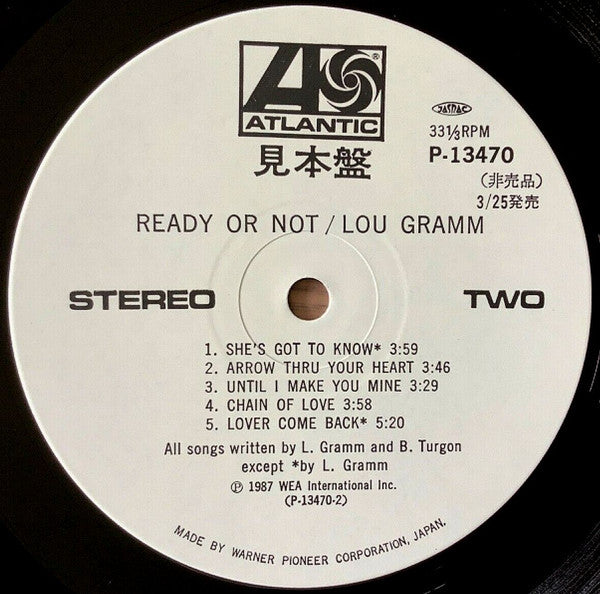 ATLANTIC
見本盤
JASRAC
33⅓RPM
P-13470
(非売品)
3/25発売
READY OR NOT / LOU GRAMM
STEREO
TWO
1. SHE'S GOT TO KNOW* 3:59
2. ARROW THRU YOUR HEART 3:46
3. UNTIL I MAKE YOU MINE 3:29
4. CHAIN OF LOVE 3:58
5. LOVER COME BACK* 5:20
All songs written by L. Gramm and B. Turgon
except *by L. Gramm
Ⓟ 1987 WEA International Inc.
(P-13470-2)
MADE BY WARNER PIONEER CORPORATION, JAPAN.